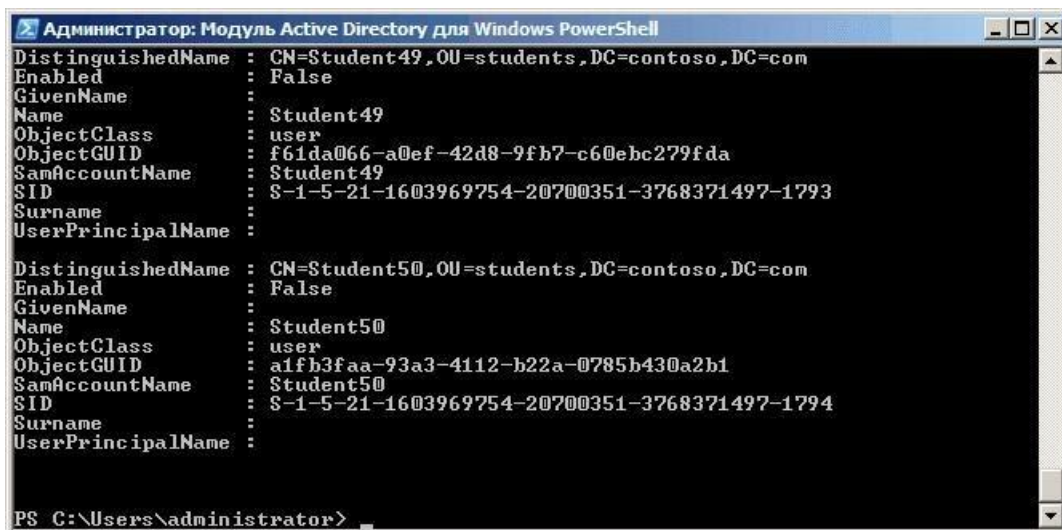 Администратор: Модуль Active Directory для Windows PowerShell
DistinguishedName : CN=Student49,OU=students,DC=contoso,DC=com
Enabled : False
GivenName :
Name : Student49
ObjectClass : user
ObjectGUID : f61da066-a0ef-42d8-9fb7-c60ebc279fda
SamAccountName : Student49
SID : S-1-5-21-1603969754-20700351-3768371497-1793
Surname :
UserPrincipalName :
DistinguishedName : CN=Student50,OU=students,DC=contoso,DC=com
Enabled : False
GivenName :
Name : Student50
ObjectClass : user
ObjectGUID : a1fb3faa-93a3-4112-b22a-0785b430a2b1
SamAccountName : Student50
SID : S-1-5-21-1603969754-20700351-3768371497-1794
Surname :
UserPrincipalName :
PS C:\Users\administrator> _